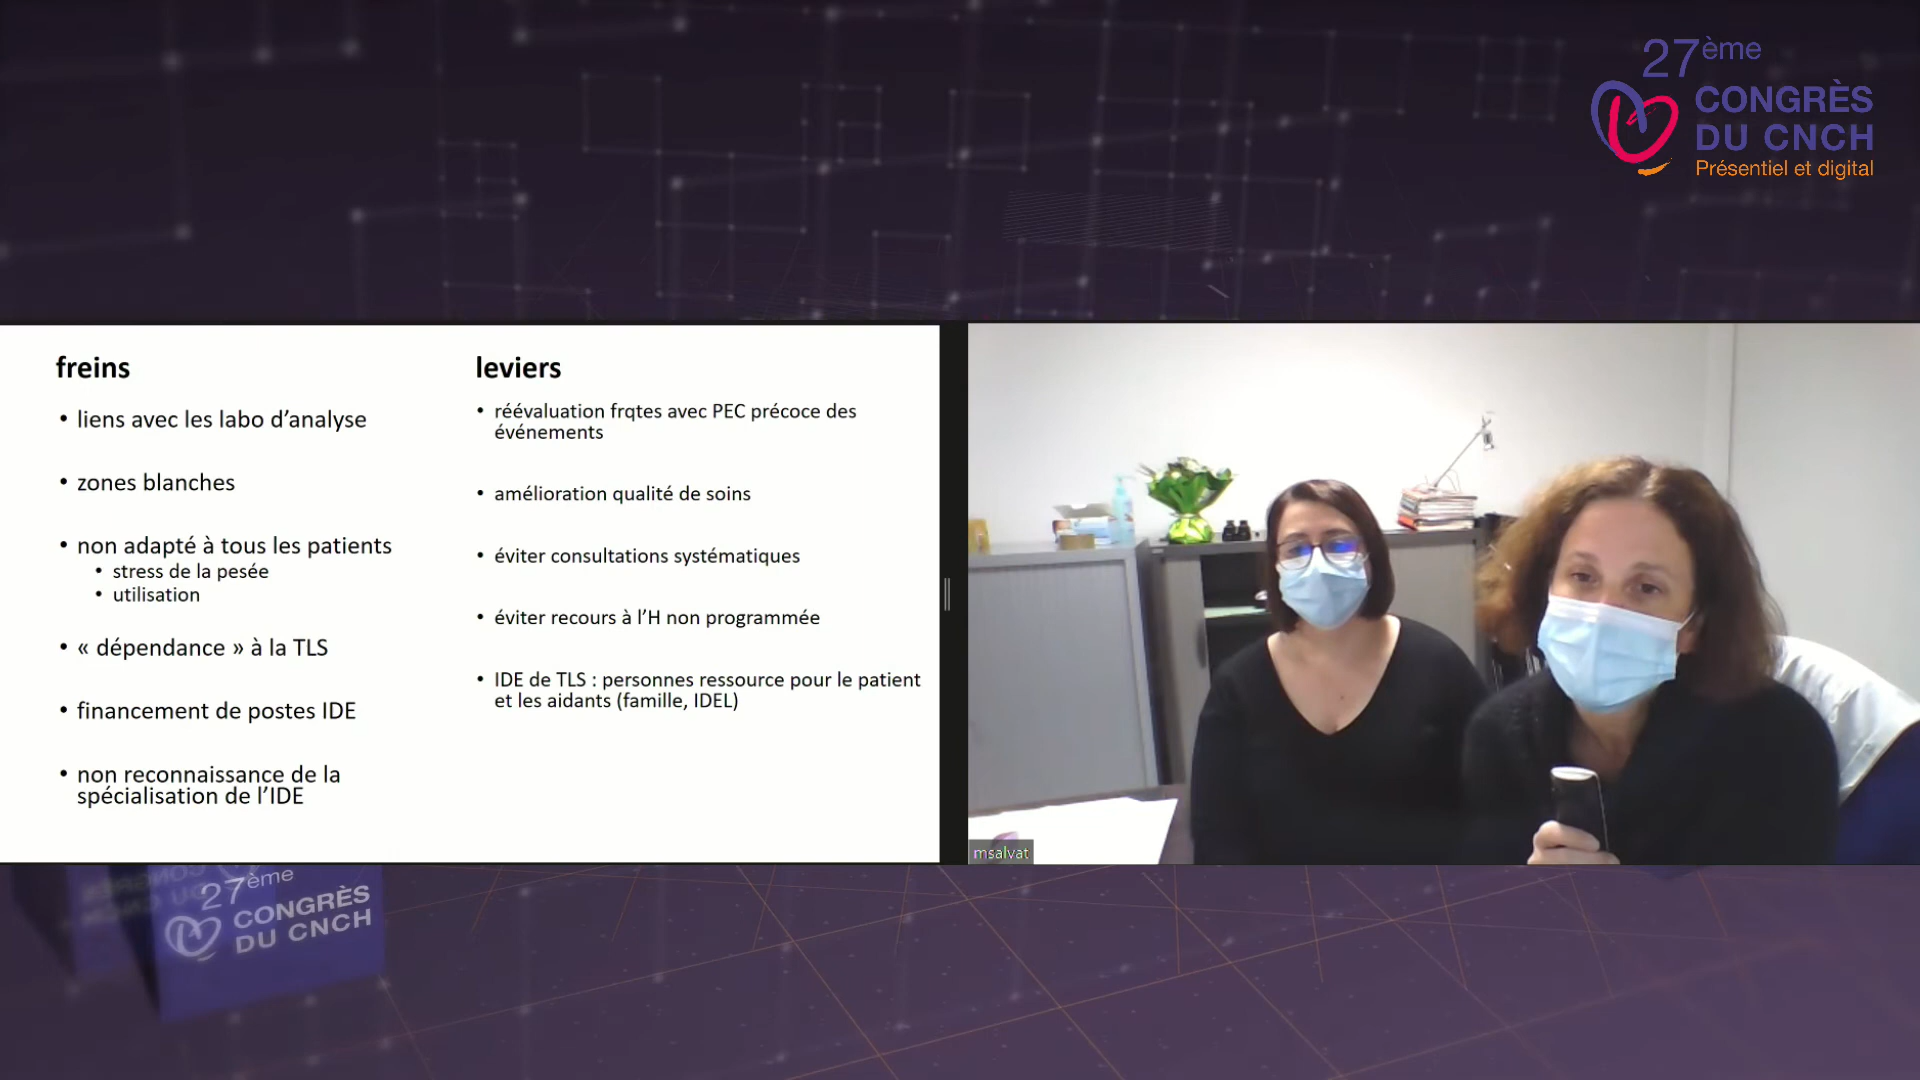 27ème
CONGRÈS
DU CNCH
Présentiel et digital
freins
• liens avec les labo d’analyse
• zones blanches
• non adapté à tous les patients
• stress de la pesée
• utilisation
• « dépendance » à la TLS
• financement de postes IDE
• non reconnaissance de la
spécialisation de l’IDE
leviers
• réévaluation frqtes avec PEC précoce des
événements
• amélioration qualité de soins
• éviter consultations systématiques
• éviter recours à l’H non programmée
• IDE de TLS : personnes ressource pour le patient
et les aidants (famille, IDEL)
msalvat
27ème
CONGRÈS
DU CNCH